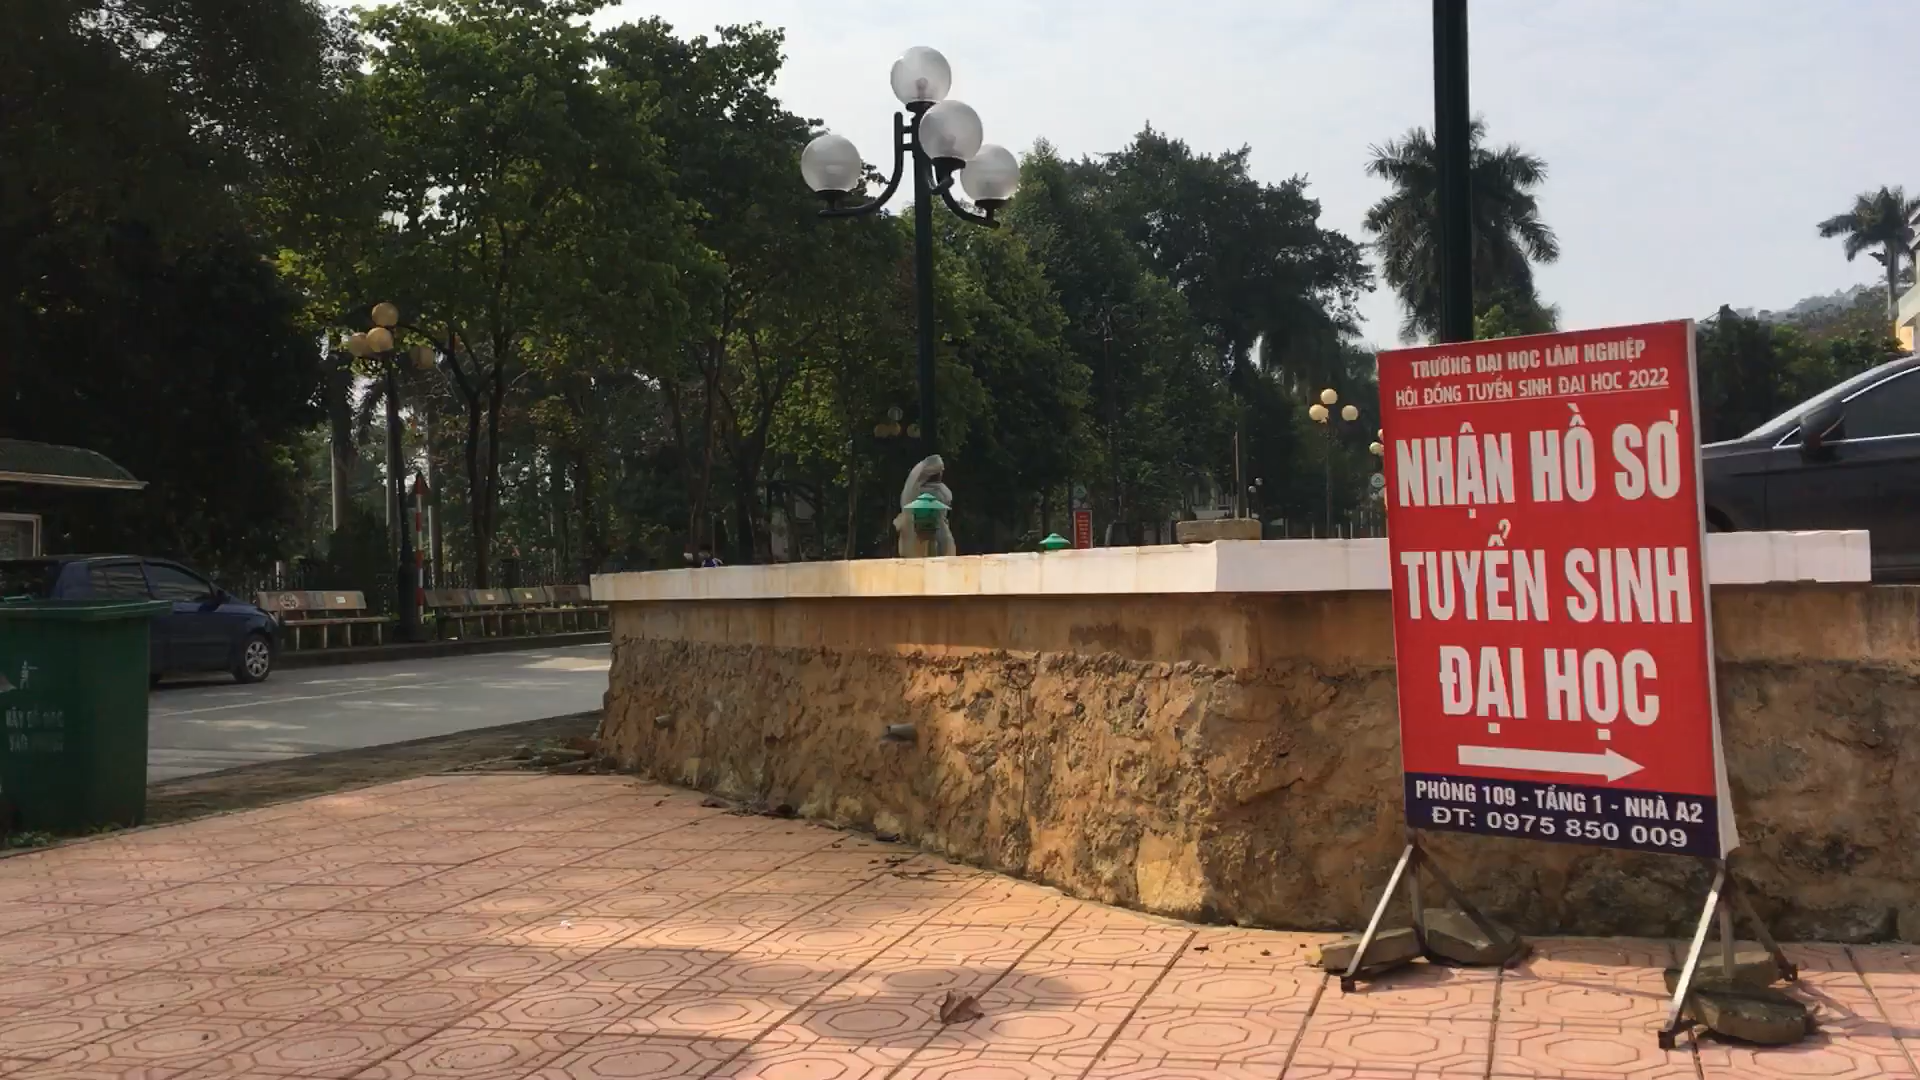 TRƯỜNG ĐẠI HỌC LÂM NGHIỆP
HỘI ĐỒNG TUYỂN SINH ĐẠI HỌC 2022
NHẬN HỒ SƠ
TUYỂN SINH
ĐẠI HỌC
PHÒNG 109 - TẦNG 1 - NHÀ A2
ĐT: 0975 850 009